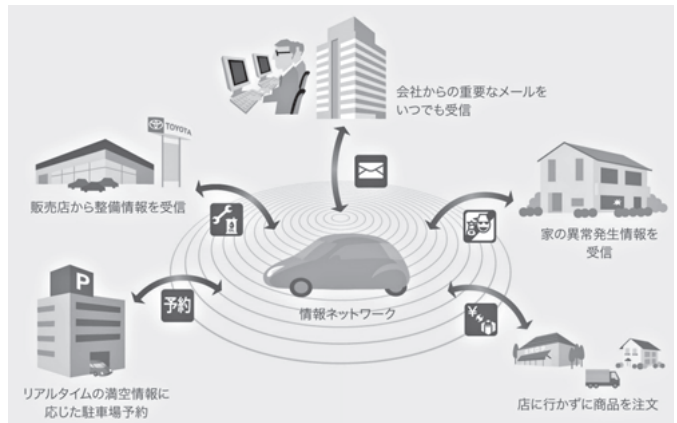 会社からの重要なメールを
いつでも受信
TOYOTA
販売店から整備情報を受信
家の異常発生情報を
受信
P
予約
情報ネットワーク
¥
リアルタイムの満空情報に
応じた駐車場予約
店に行かずに商品を注文